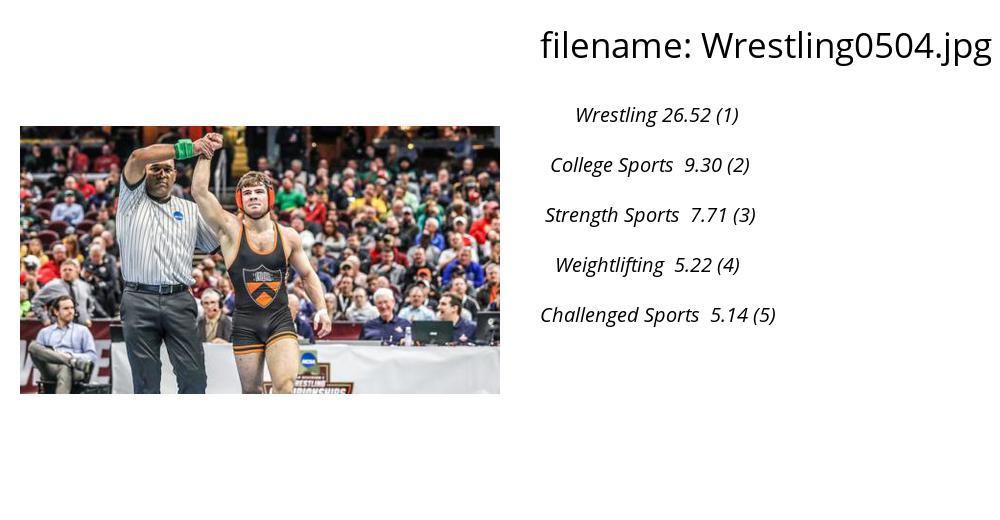 filename: Wrestling0504.jpg
Wrestling 26.52 (1)
College Sports 9.30 (2)
Strength Sports 7.71 (3)
Weightlifting 5.22 (4)
Challenged Sports 5.14 (5)
NCAA
WRESTLING